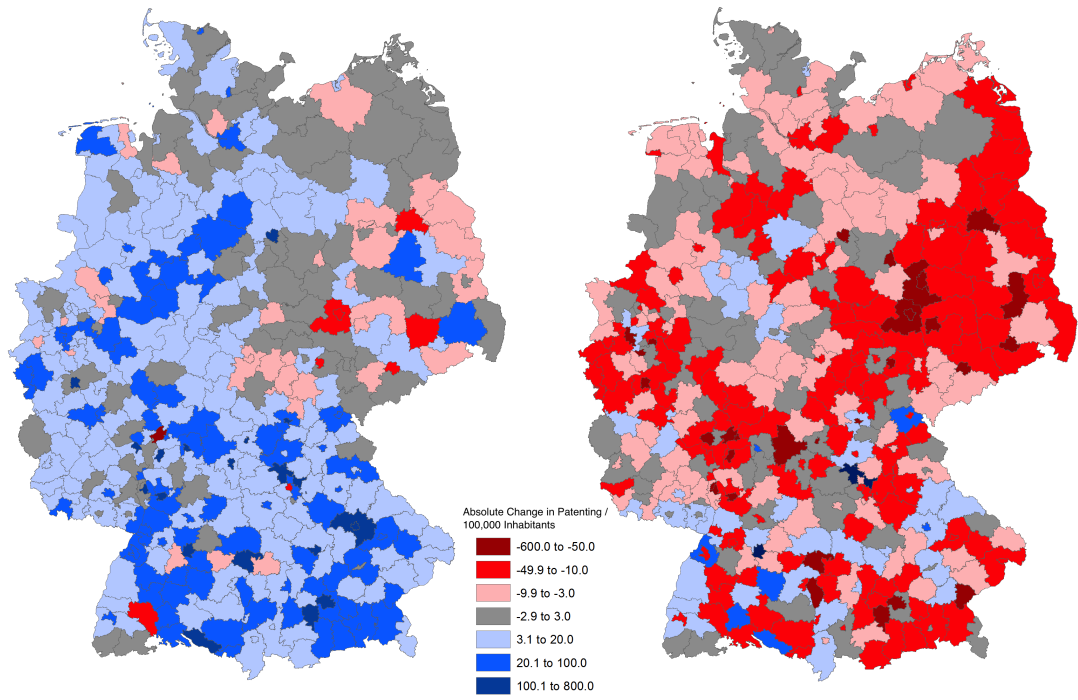 Absolute Change in Patenting /
100,000 Inhabitants
-600.0 to -50.0
-49.9 to -10.0
-9.9 to -3.0
-2.9 to 3.0
3.1 to 20.0
20.1 to 100.0
100.1 to 800.0